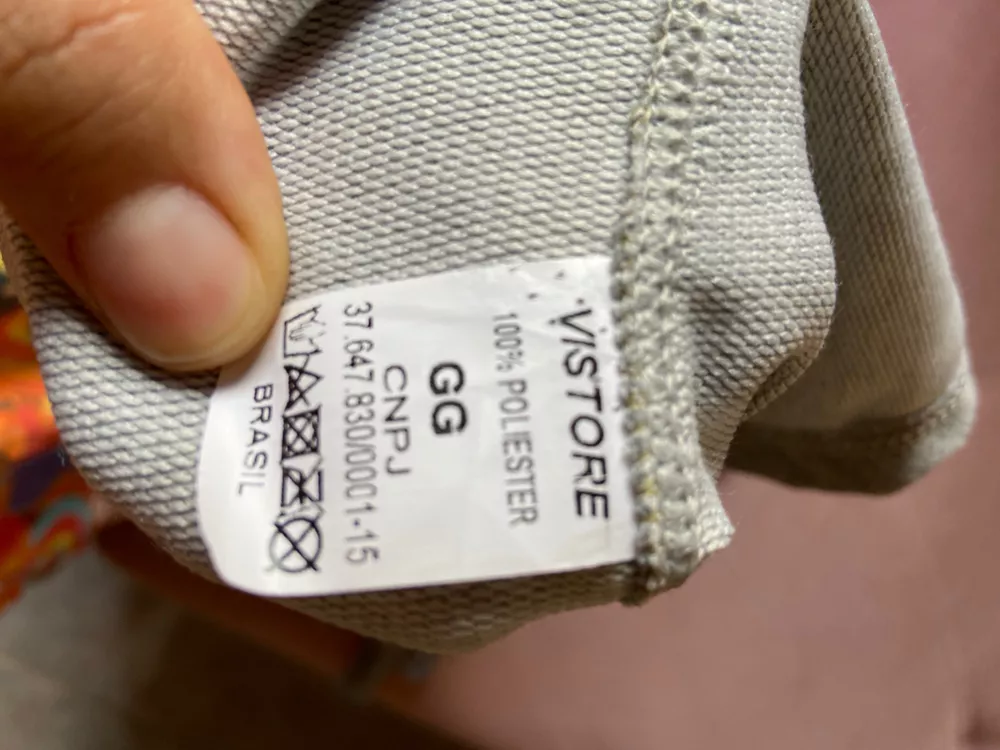 VISTORE
100% POLIESTER
GG
CNPJ
37.647.830/0001-15
BRASIL